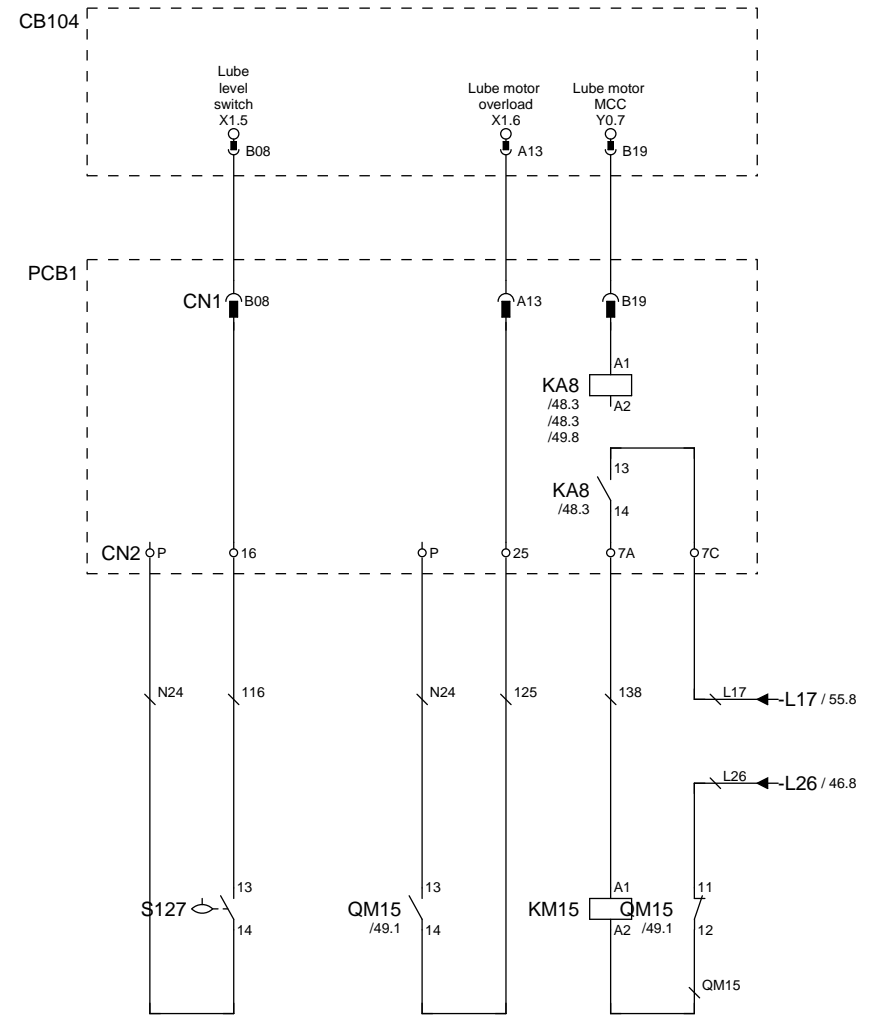 CB104
Lube
level
switch
X1.5
B08
Lube motor
overload
X1.6
A13
Lube motor
MCC
Y0.7
B19
PCB1
CN1
B08
A13
B19
A1
KA8
/48.3
/48.3
/49.8
A2
13
KA8
/48.3
14
CN2
P
16
P
25
7A
7C
N24
116
N24
125
138
L17
-L17 / 55.8
L26
-L26 / 46.8
S127
13
14
QM15
/49.1
13
14
KM15
A1
A2
QM15
/49.1
11
12
QM15